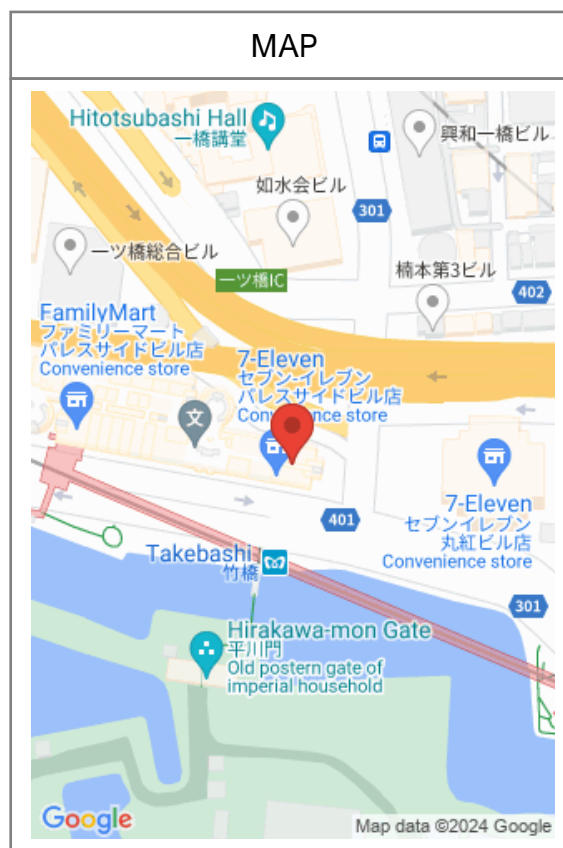 MAP
Hitotsubashi Hall
一橋講堂
興和一橋ビル
如水会ビル
301
一ツ橋総合ビル
一ツ橋IC
楠本第3ビル
402
FamilyMart
ファミリーマート
パレスサイドビル店
Convenience store
7-Eleven
セブン-イレブン
パレスサイドビル店
Convenience store
文
7-Eleven
セブンイレブン
丸紅ビル店
Convenience store
401
Takebashi
竹橋
301
Hirakawa-mon Gate
平川門
Old postern gate of
imperial household
Google
Map data ©2024 Google